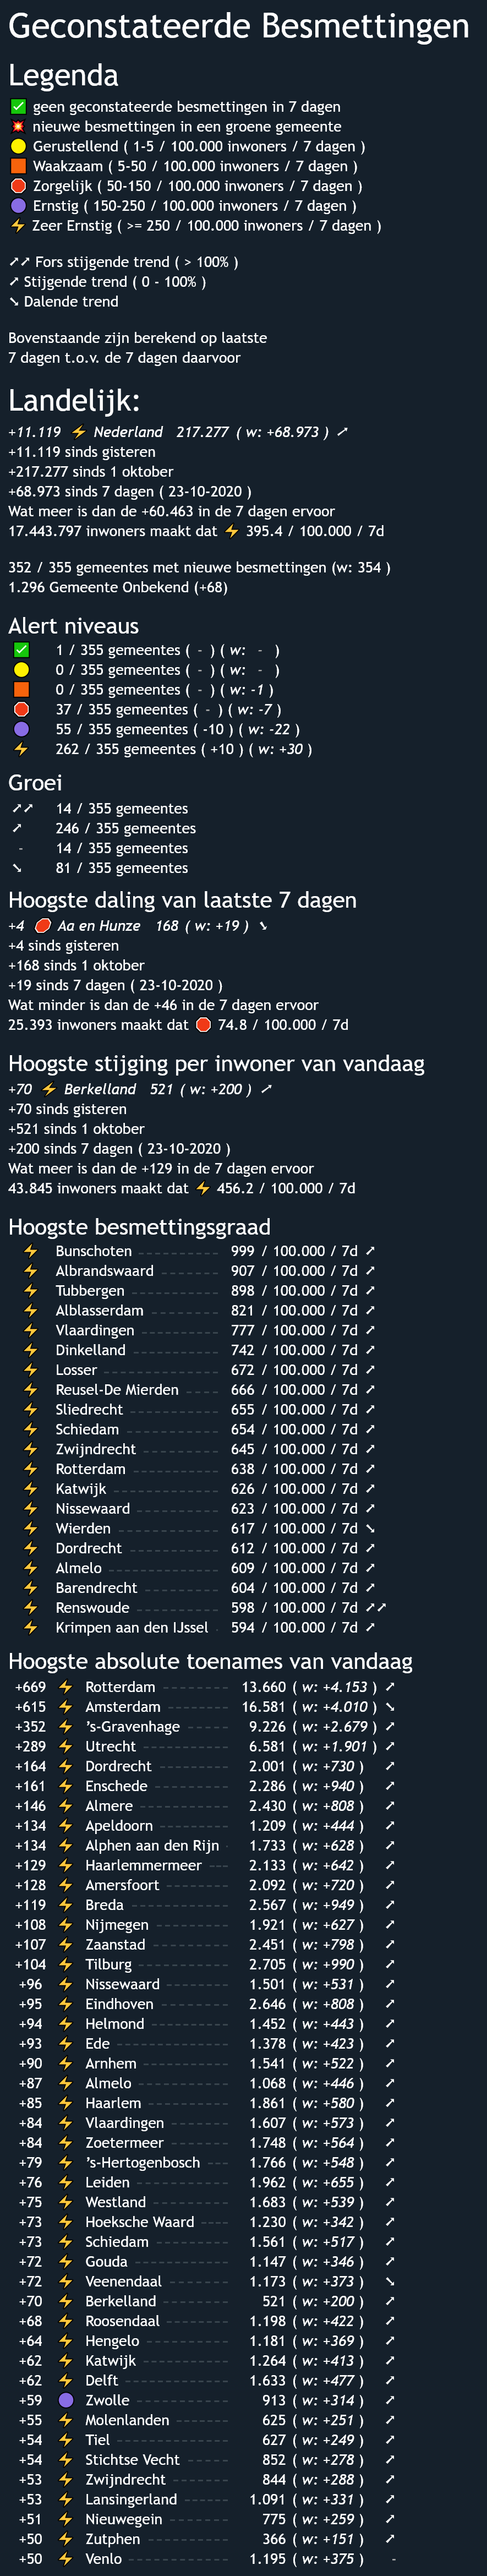 Geconstateerde Besmettingen
Legenda
✅ geen geconstateerde besmettingen in 7 dagen
💥 nieuwe besmettingen in een groene gemeente
🟡 Gerustellend ( 1-5 / 100.000 inwoners / 7 dagen )
🟧 Waakzaam ( 5-50 / 100.000 inwoners / 7 dagen )
🛑 Zorgelijk ( 50-150 / 100.000 inwoners / 7 dagen )
🟣 Ernstig ( 150-250 / 100.000 inwoners / 7 dagen )
⚡ Zeer Ernstig ( >= 250 / 100.000 inwoners / 7 dagen )
➚➚ Fors stijgende trend ( > 100% )
➚ Stijgende trend ( 0 - 100% )
➘ Dalende trend
Bovenstaande zijn berekend op laatste
7 dagen t.o.v. de 7 dagen daarvoor
Landelijk:
+11.119 ⚡ Nederland 217.277 ( w: +68.973 ) ➚
+11.119 sinds gisteren
+217.277 sinds 1 oktober
+68.973 sinds 7 dagen ( 23-10-2020 )
Wat meer is dan de +60.463 in de 7 dagen ervoor
17.443.797 inwoners maakt dat ⚡ 395.4 / 100.000 / 7d
352 / 355 gemeentes met nieuwe besmettingen (w: 354 )
1.296 Gemeente Onbekend (+68)
Alert niveaus
✅ 1 / 355 gemeentes ( - ) ( w: - )
🟡 0 / 355 gemeentes ( - ) ( w: - )
🟧 0 / 355 gemeentes ( - ) ( w: -1 )
🛑 37 / 355 gemeentes ( - ) ( w: -7 )
🟣 55 / 355 gemeentes ( -10 ) ( w: -22 )
⚡ 262 / 355 gemeentes ( +10 ) ( w: +30 )
Groei
➚➚ 14 / 355 gemeentes
➚ 246 / 355 gemeentes
- 14 / 355 gemeentes
➘ 81 / 355 gemeentes
Hoogste daling van laatste 7 dagen
+4 🛑 Aa en Hunze 168 ( w: +19 ) ➘
+4 sinds gisteren
+168 sinds 1 oktober
+19 sinds 7 dagen ( 23-10-2020 )
Wat minder is dan de +46 in de 7 dagen ervoor
25.393 inwoners maakt dat 🛑 74.8 / 100.000 / 7d
Hoogste stijging per inwoner van vandaag
+70 ⚡ Berkelland 521 ( w: +200 ) ➚
+70 sinds gisteren
+521 sinds 1 oktober
+200 sinds 7 dagen ( 23-10-2020 )
Wat meer is dan de +129 in de 7 dagen ervoor
43.845 inwoners maakt dat ⚡ 456.2 / 100.000 / 7d
Hoogste besmettingsgraad
⚡ Bunschoten 999 / 100.000 / 7d ➚
⚡ Albrandswaard 907 / 100.000 / 7d ➚
⚡ Tubbergen 898 / 100.000 / 7d ➚
⚡ Alblasserdam 821 / 100.000 / 7d ➚
⚡ Vlaardingen 777 / 100.000 / 7d ➚
⚡ Dinkelland 742 / 100.000 / 7d ➚
⚡ Losser 672 / 100.000 / 7d ➚
⚡ Reusel-De Mierden 666 / 100.000 / 7d ➚
⚡ Sliedrecht 655 / 100.000 / 7d ➚
⚡ Schiedam 654 / 100.000 / 7d ➚
⚡ Zwijndrecht 645 / 100.000 / 7d ➚
⚡ Rotterdam 638 / 100.000 / 7d ➚
⚡ Katwijk 626 / 100.000 / 7d ➚
⚡ Nissewaard 623 / 100.000 / 7d ➚
⚡ Wierden 617 / 100.000 / 7d ➘
⚡ Dordrecht 612 / 100.000 / 7d ➚
⚡ Almelo 609 / 100.000 / 7d ➚
⚡ Barendrecht 604 / 100.000 / 7d ➚
⚡ Renswoude 598 / 100.000 / 7d ➚➚
⚡ Krimpen aan den IJssel 594 / 100.000 / 7d ➚
Hoogste absolute toenames van vandaag
+669 ⚡ Rotterdam 13.660 ( w: +4.153 ) ➚
+615 ⚡ Amsterdam 16.581 ( w: +4.010 ) ➘
+352 ⚡ 's-Gravenhage 9.226 ( w: +2.679 ) ➚
+289 ⚡ Utrecht 6.581 ( w: +1.901 ) ➚
+164 ⚡ Dordrecht 2.001 ( w: +730 ) ➚
+161 ⚡ Enschede 2.286 ( w: +940 ) ➚
+146 ⚡ Almere 2.430 ( w: +808 ) ➚
+134 ⚡ Apeldoorn 1.209 ( w: +444 ) ➚
+134 ⚡ Alphen aan den Rijn 1.733 ( w: +628 ) ➚
+129 ⚡ Haarlemmermeer 2.133 ( w: +642 ) ➚
+128 ⚡ Amersfoort 2.092 ( w: +720 ) ➚
+119 ⚡ Breda 2.567 ( w: +949 ) ➚
+108 ⚡ Nijmegen 1.921 ( w: +627 ) ➚
+107 ⚡ Zaanstad 2.451 ( w: +798 ) ➚
+104 ⚡ Tilburg 2.705 ( w: +990 ) ➚
+96 ⚡ Nissewaard 1.501 ( w: +531 ) ➚
+95 ⚡ Eindhoven 2.646 ( w: +808 ) ➚
+94 ⚡ Helmond 1.452 ( w: +443 ) ➚
+93 ⚡ Ede 1.378 ( w: +423 ) ➚
+90 ⚡ Arnhem 1.541 ( w: +522 ) ➚
+87 ⚡ Almelo 1.068 ( w: +446 ) ➚
+85 ⚡ Haarlem 1.861 ( w: +580 ) ➚
+84 ⚡ Vlaardingen 1.607 ( w: +573 ) ➚
+84 ⚡ Zoetermeer 1.748 ( w: +564 ) ➚
+79 ⚡ 's-Hertogenbosch 1.766 ( w: +548 ) ➚
+76 ⚡ Leiden 1.962 ( w: +655 ) ➚
+75 ⚡ Westland 1.683 ( w: +539 ) ➚
+73 ⚡ Hoeksche Waard 1.230 ( w: +342 ) ➚
+73 ⚡ Schiedam 1.561 ( w: +517 ) ➚
+72 ⚡ Gouda 1.147 ( w: +346 ) ➚
+72 ⚡ Veenendaal 1.173 ( w: +373 ) ➘
+70 ⚡ Berkelland 521 ( w: +200 ) ➚
+68 ⚡ Roosendaal 1.198 ( w: +422 ) ➚
+64 ⚡ Hengelo 1.181 ( w: +369 ) ➚
+62 ⚡ Katwijk 1.264 ( w: +413 ) ➚
+62 ⚡ Delft 1.633 ( w: +477 ) ➚
+59 🟣 Zwolle 913 ( w: +314 ) ➚
+55 ⚡ Molenlanden 625 ( w: +251 ) ➚
+54 ⚡ Tiel 627 ( w: +249 ) ➚
+54 ⚡ Stichtse Vecht 852 ( w: +278 ) ➚
+53 ⚡ Zwijndrecht 844 ( w: +288 ) ➚
+53 ⚡ Lansingerland 1.091 ( w: +331 ) ➚
+51 ⚡ Nieuwegein 775 ( w: +259 ) ➚
+50 ⚡ Zutphen 366 ( w: +151 ) ➚
+50 ⚡ Venlo 1.195 ( w: +375 ) -